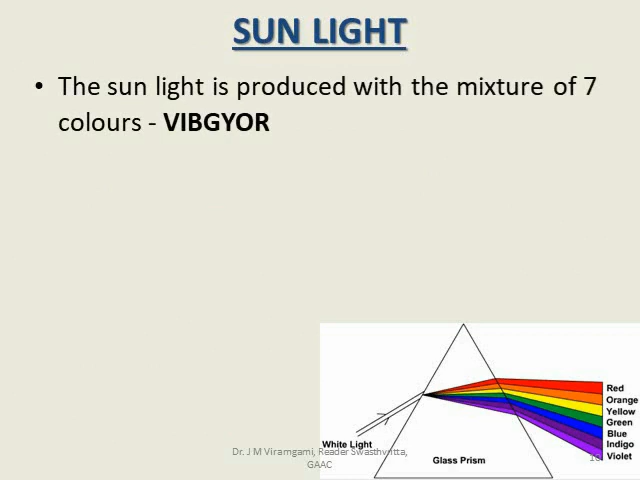 SUN LIGHT
• The sun light is produced with the mixture of 7
colours - VIBGYOR
Red
Orange
Yellow
Green
Blue
Indigo
Violet
White Light
Glass Prism
Dr. J M Viramgami, Reader Swasthvritta,
GAAC